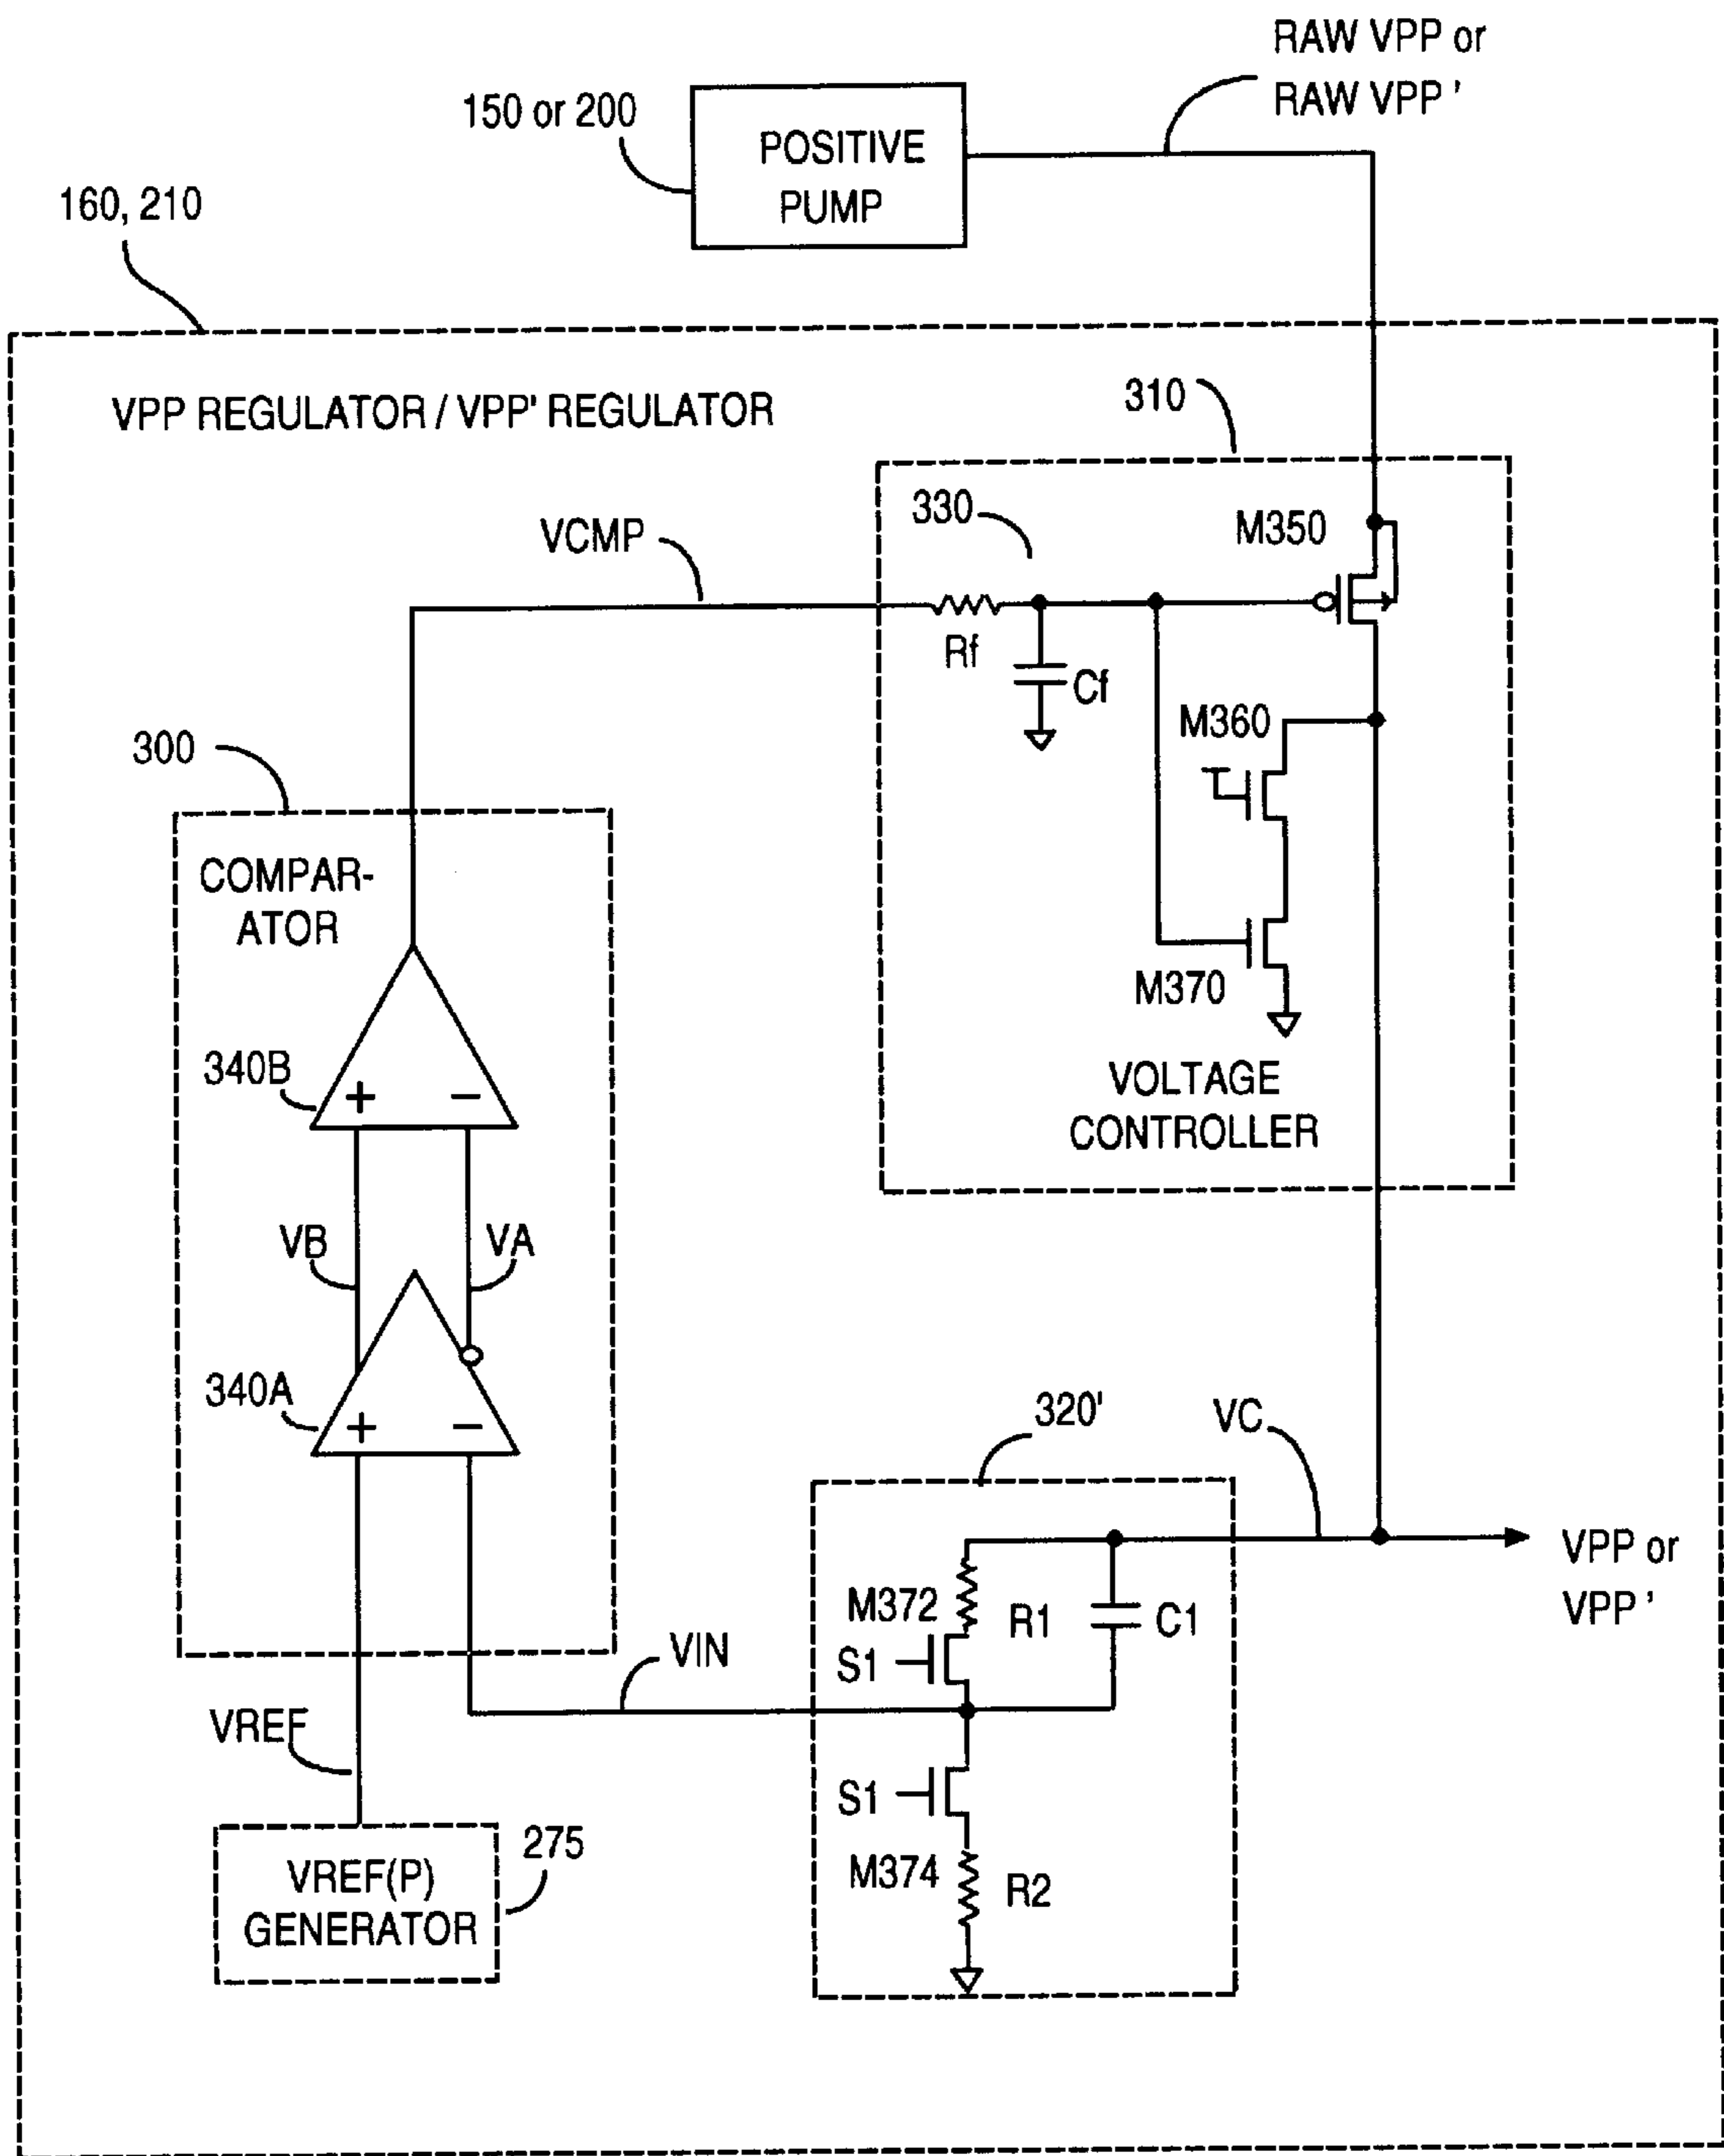 RAW VPP or
RAW VPP '
150 or 200
POSITIVE
PUMP
160, 210
VPP REGULATOR / VPP' REGULATOR
310
330
M350
VCMP
Rf
Cf
M360
300
COMPAR-
ATOR
M370
340B
+ −
VOLTAGE
CONTROLLER
VB
VA
340A
+ −
320'
VC
VPP or
VPP '
M372
R1
C1
S1
VIN
VREF
S1
275
M374
R2
VREF(P)
GENERATOR